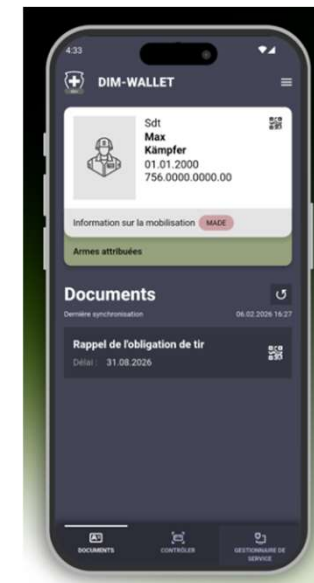 4:33
DIM-WALLET
Sdt
Max
Kämpfer
01.01.2000
756.0000.0000.00
Information sur la mobilisation MADE
Armes attribuées
Documents
Dernière synchronisation 06.02.2026 16:27
Rappel de l'obligation de tir
Délai : 31.08.2026
DOCUMENTS
CONTRÔLER
GESTIONNAIRE DE
SERVICE